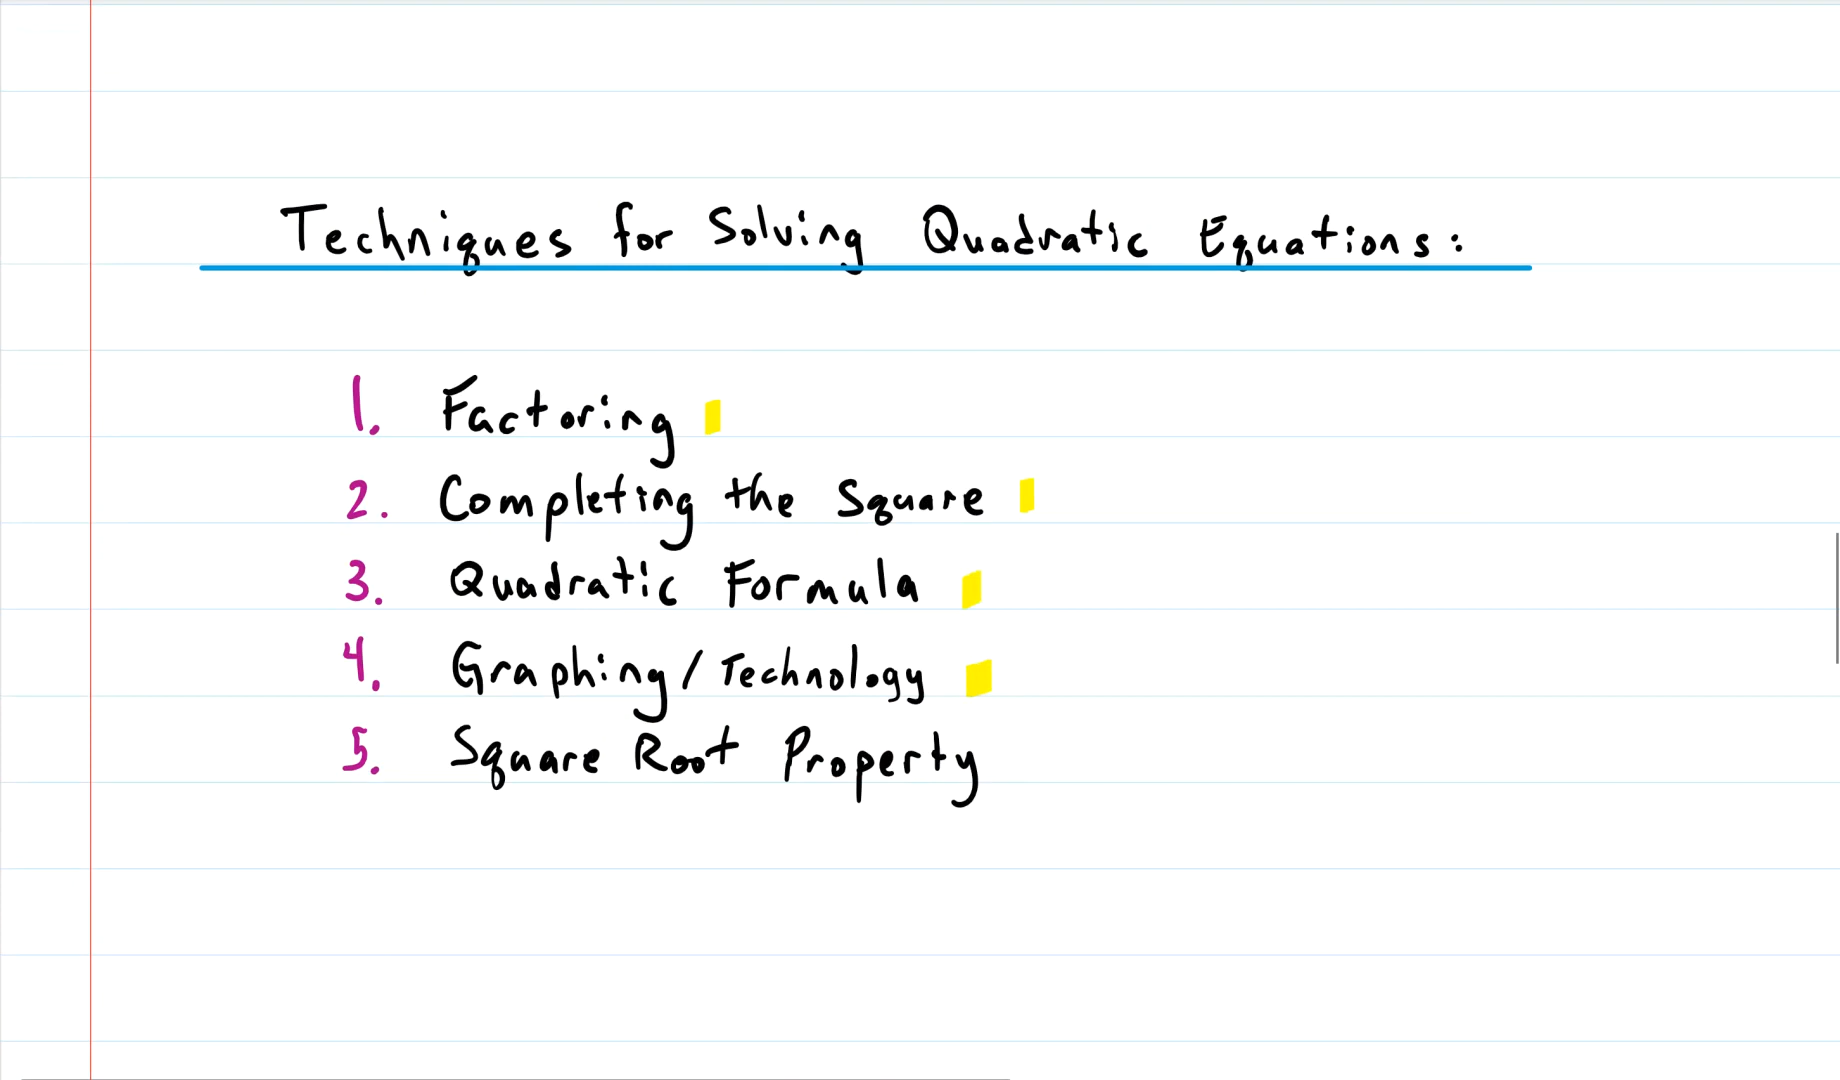 Techniques for Solving Quadratic Equations:
1. Factoring
2. Completing the Square
3. Quadratic Formula
4. Graphing/Technology
5. Square Root Property